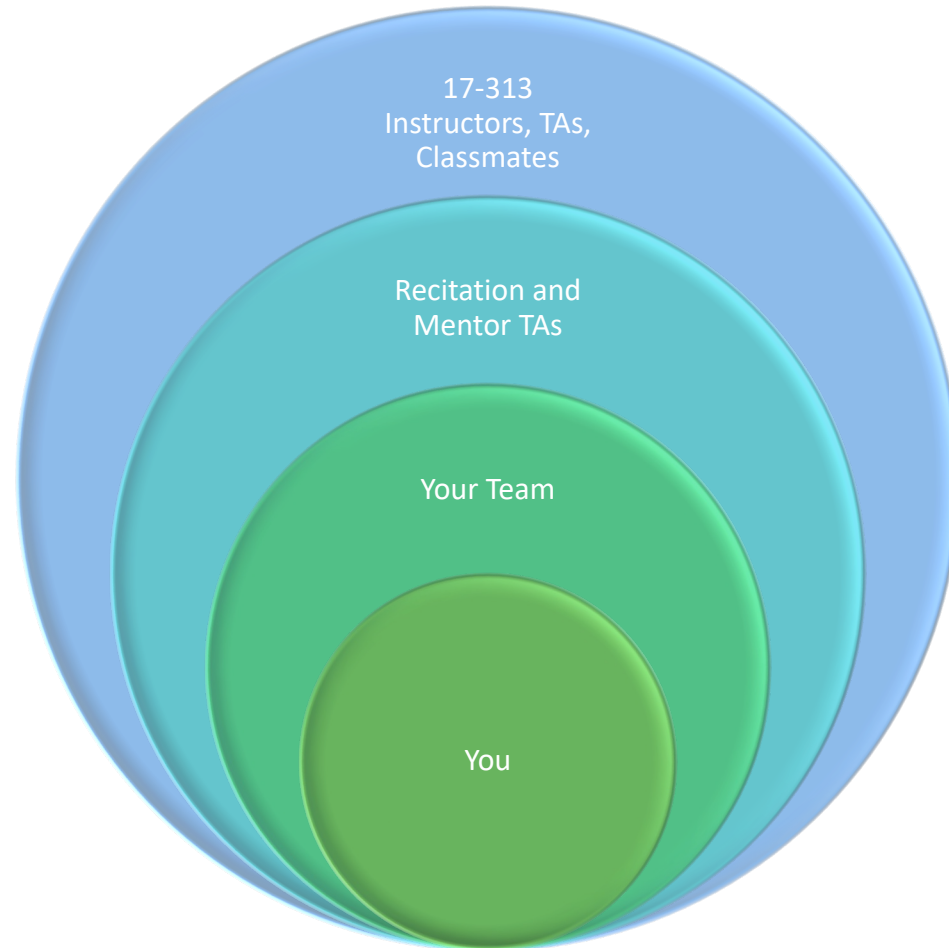 17-313
Instructors, TAs,
Classmates
Recitation and
Mentor TAs
Your Team
You